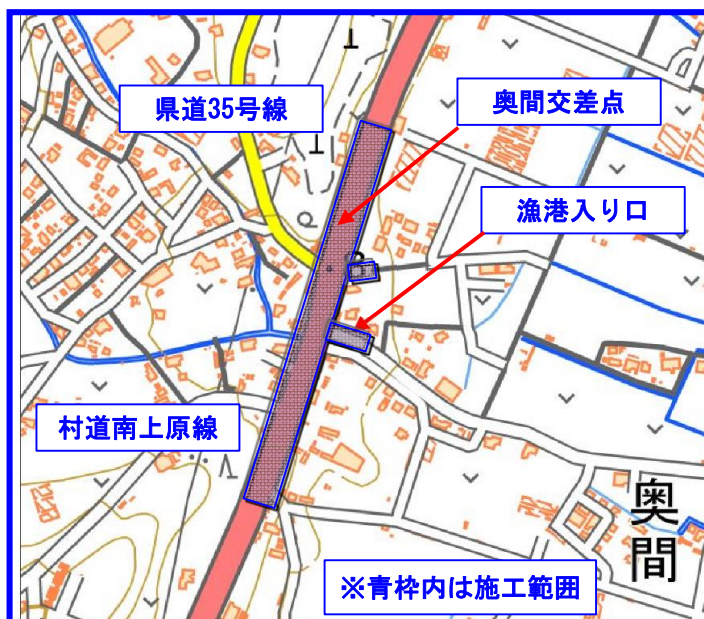 県道35号線
奥間交差点
漁港入り口
村道南上原線
奥間
※青枠内は施工範囲